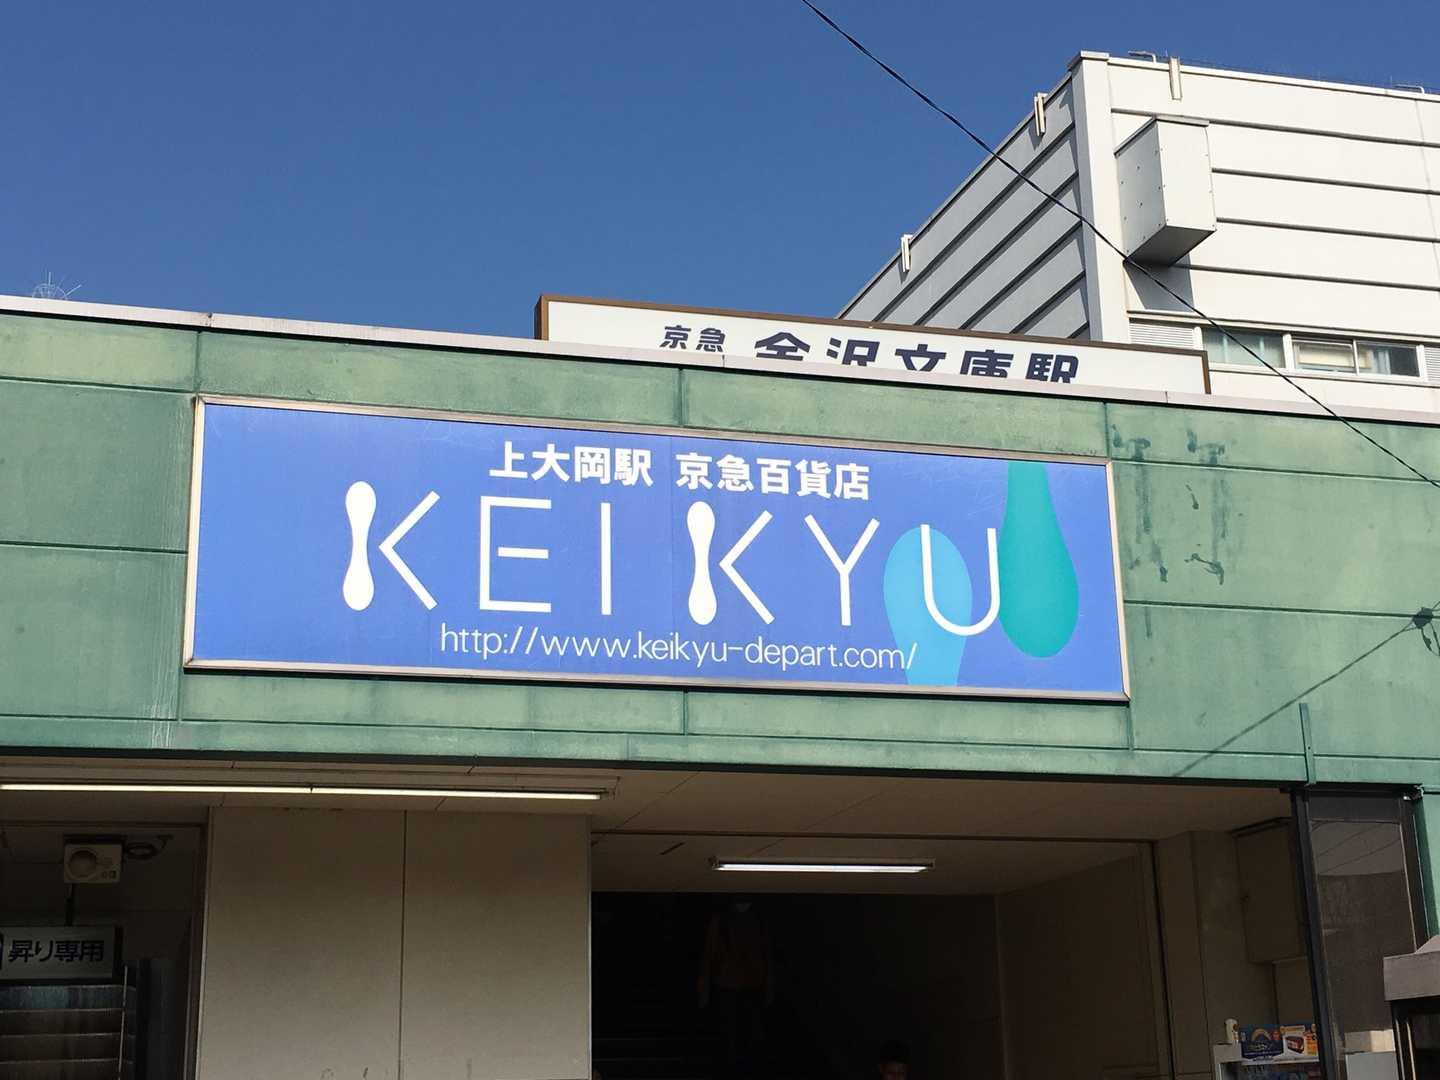 京急 金沢文庫駅
上大岡駅 京急百貨店
KEIKYU
http://www.keikyu-depart.com/
昇り専用